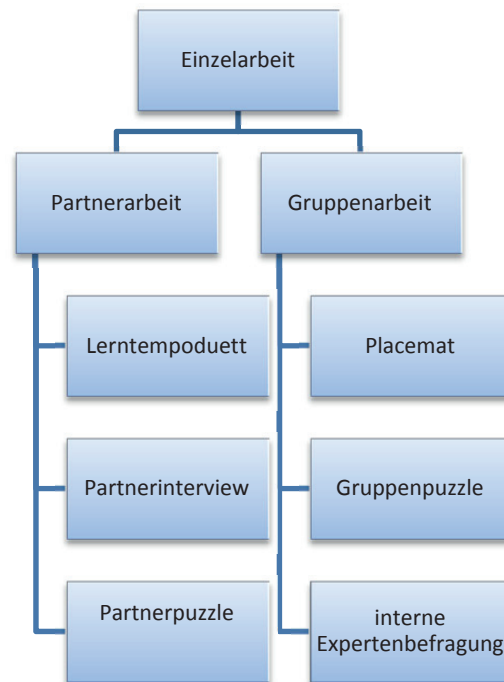 Einzelarbeit
Partnerarbeit
Gruppenarbeit
Lerntempoduett
Placemat
Partnerinterview
Gruppenpuzzle
Partnerpuzzle
interne
Expertenbefragung